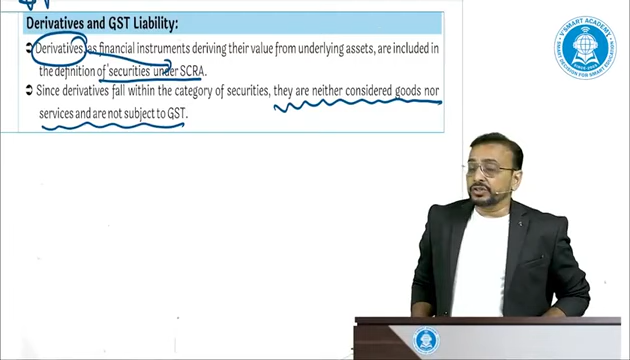 Derivatives and GST Liability:
Derivatives as financial instruments deriving their value from underlying assets, are included in
the definition of 'securities' under SCRA.
Since derivatives fall within the category of securities, they are neither considered goods nor
services and are not subject to GST.
V'SMART ACADEMY